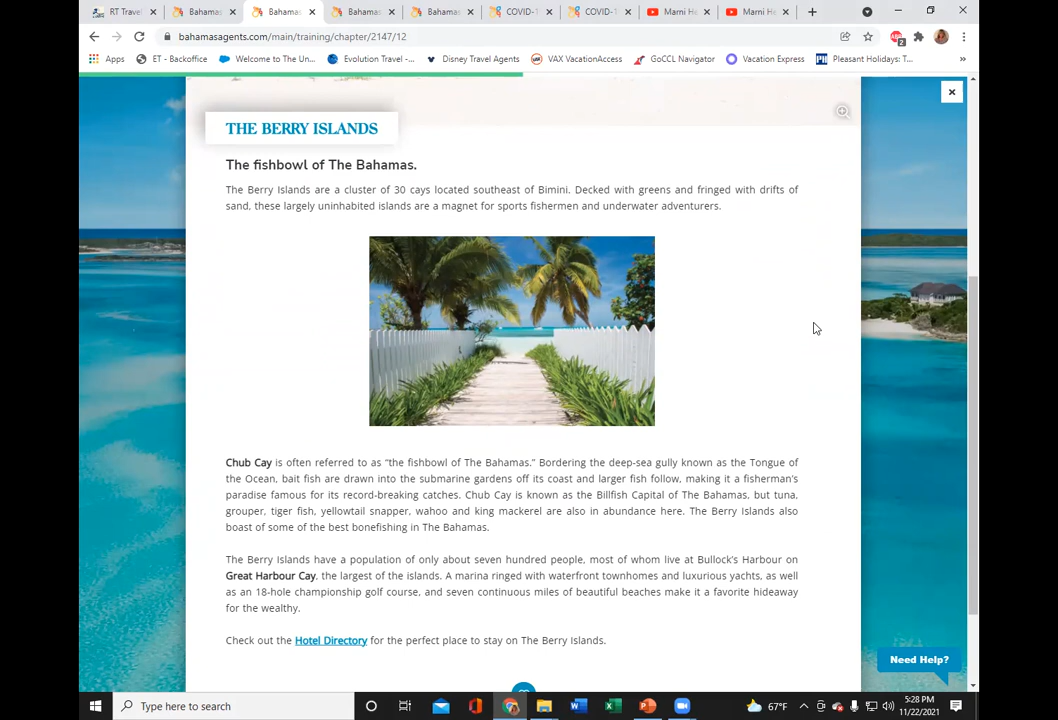 RT Travel
Bahamas
Bahamas
Bahamas
Bahamas
COVID-1
COVID-1
Marni He
Marni He
bahamasagents.com/main/training/chapter/2147/12
2
Apps
ET - Backoffice
Welcome to The Un...
Evolution Travel -...
Disney Travel Agents
VAX VacationAccess
GoCCL Navigator
Vacation Express
Pleasant Holidays: T...
»
THE BERRY ISLANDS
The fishbowl of The Bahamas.
The Berry Islands are a cluster of 30 cays located southeast of Bimini. Decked with greens and fringed with drifts of
sand, these largely uninhabited islands are a magnet for sports fishermen and underwater adventurers.
Chub Cay is often referred to as “the fishbowl of The Bahamas.” Bordering the deep-sea gully known as the Tongue of
the Ocean, bait fish are drawn into the submarine gardens off its coast and larger fish follow, making it a fisherman's
paradise famous for its record-breaking catches. Chub Cay is known as the Billfish Capital of The Bahamas, but tuna,
grouper, tiger fish, yellowtail snapper, wahoo and king mackerel are also in abundance here. The Berry Islands also
boast of some of the best bonefishing in The Bahamas.
The Berry Islands have a population of only about seven hundred people, most of whom live at Bullock's Harbour on
Great Harbour Cay, the largest of the islands. A marina ringed with waterfront townhomes and luxurious yachts, as well
as an 18-hole championship golf course, and seven continuous miles of beautiful beaches make it a favorite hideaway
for the wealthy.
Check out the Hotel Directory for the perfect place to stay on The Berry Islands.
Need Help?
Type here to search
67°F
5:28 PM
11/22/2021